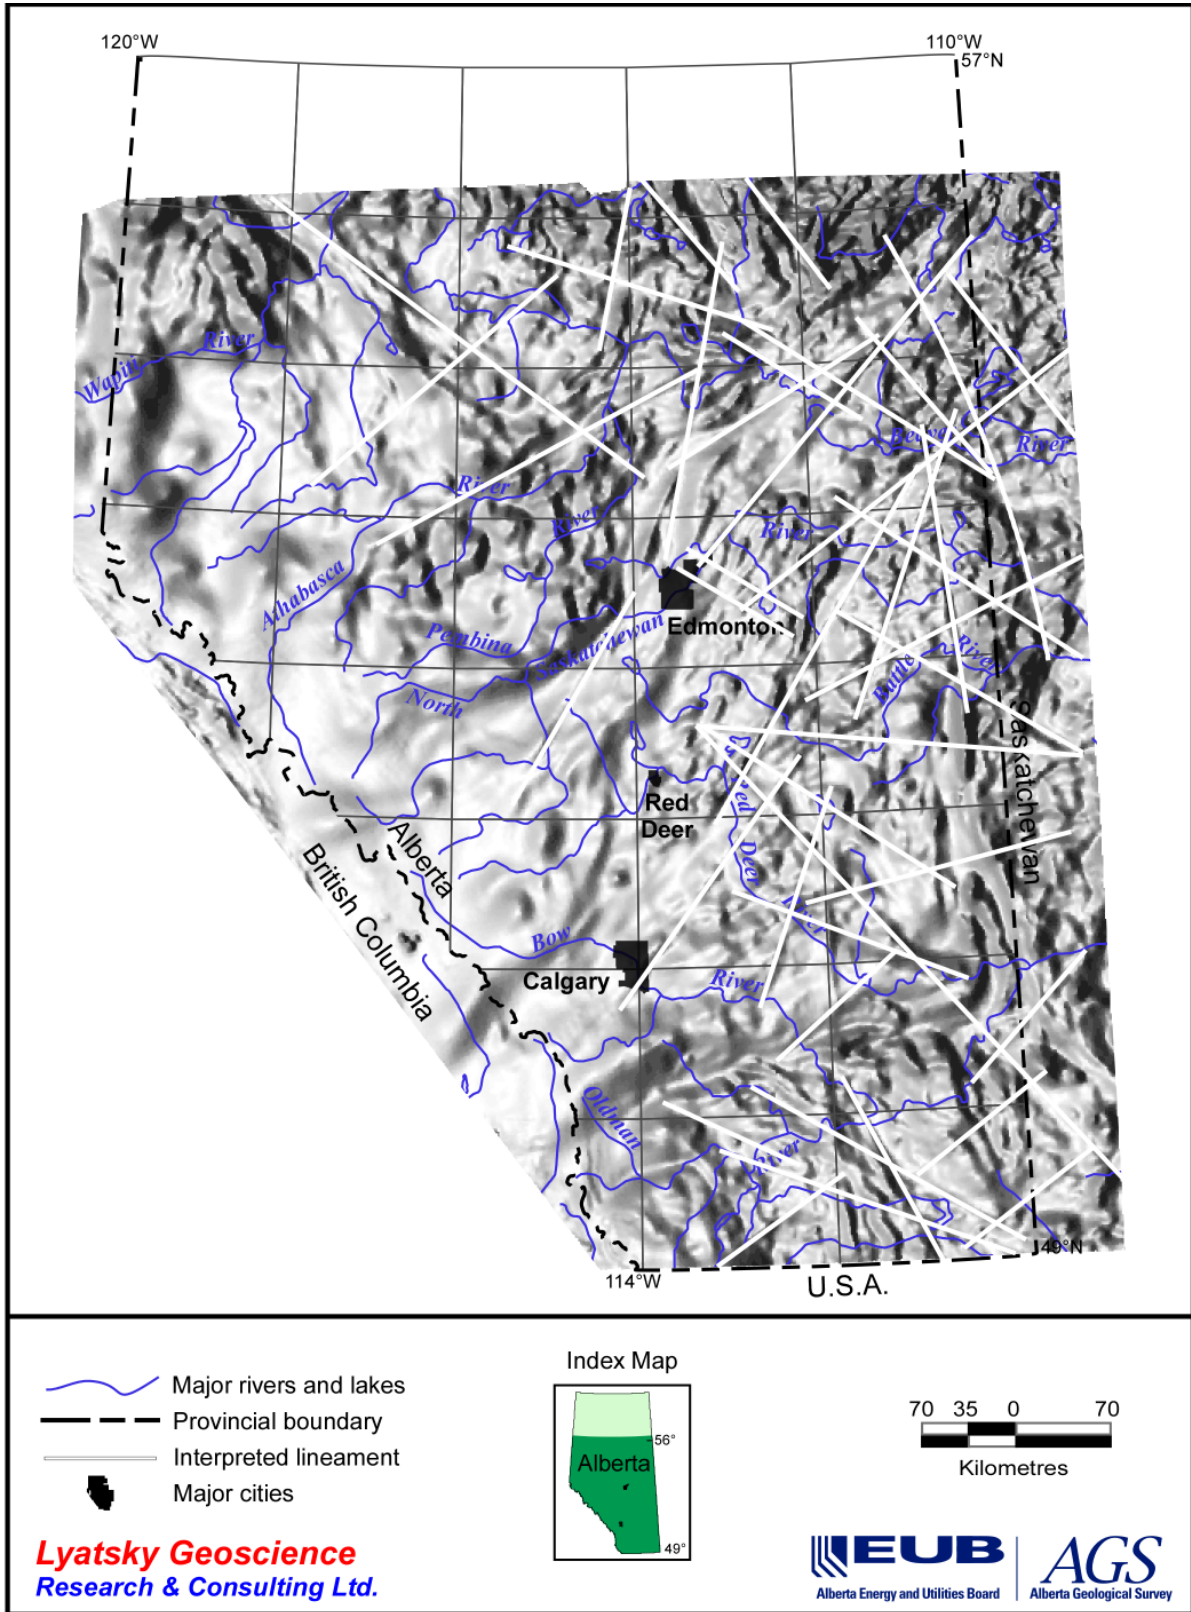 120°W
110°W
57°N
Wapiti
River
Beaver
River
River
River
River
Athabasca
Edmonton
Pembina
Saskatchewan
North
Battle
River
Saskatchewan
Red
Deer
Red
Deer
River
Alberta
British Columbia
Bow
Calgary
River
Oldman
River
49°N
114°W
U.S.A.
Major rivers and lakes
Provincial boundary
Interpreted lineament
Major cities
Index Map
56°
Alberta
49°
70 35 0 70
Kilometres
Lyatsky Geoscience
Research & Consulting Ltd.
EUB
Alberta Energy and Utilities Board
AGS
Alberta Geological Survey